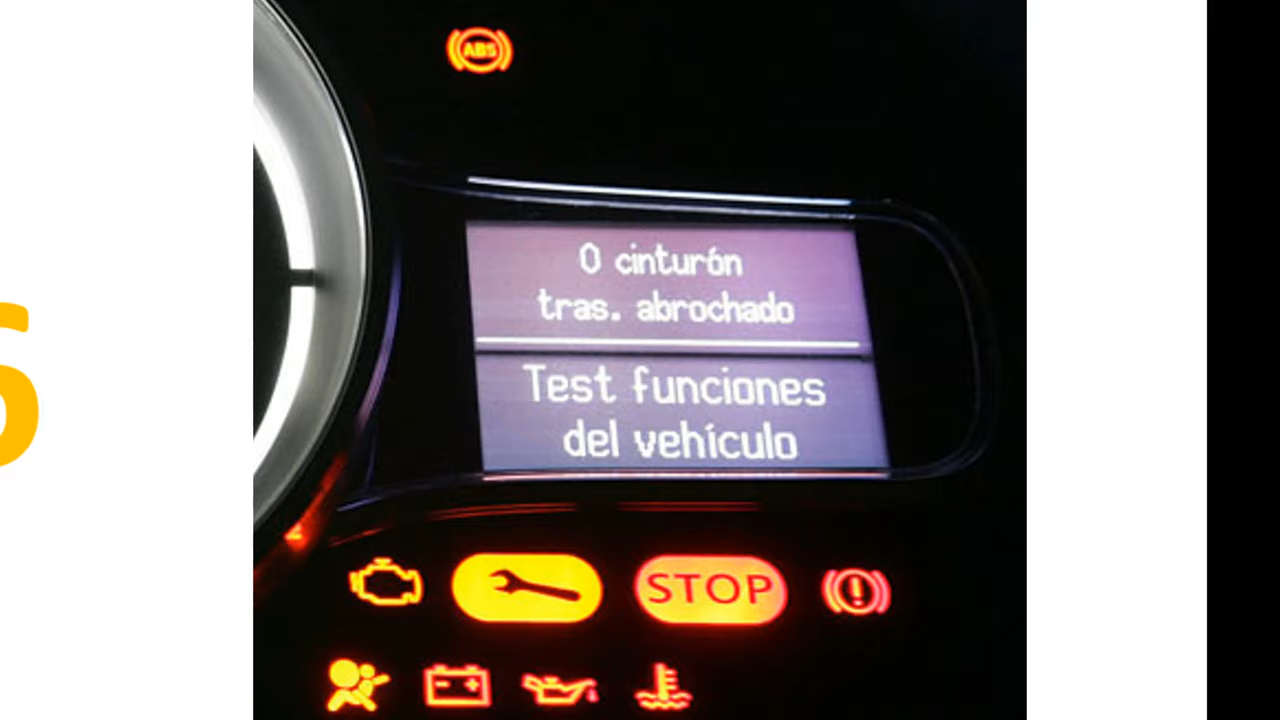 ABS
0 cinturón
tras. abrochado
Test funciones
del vehículo
STOP